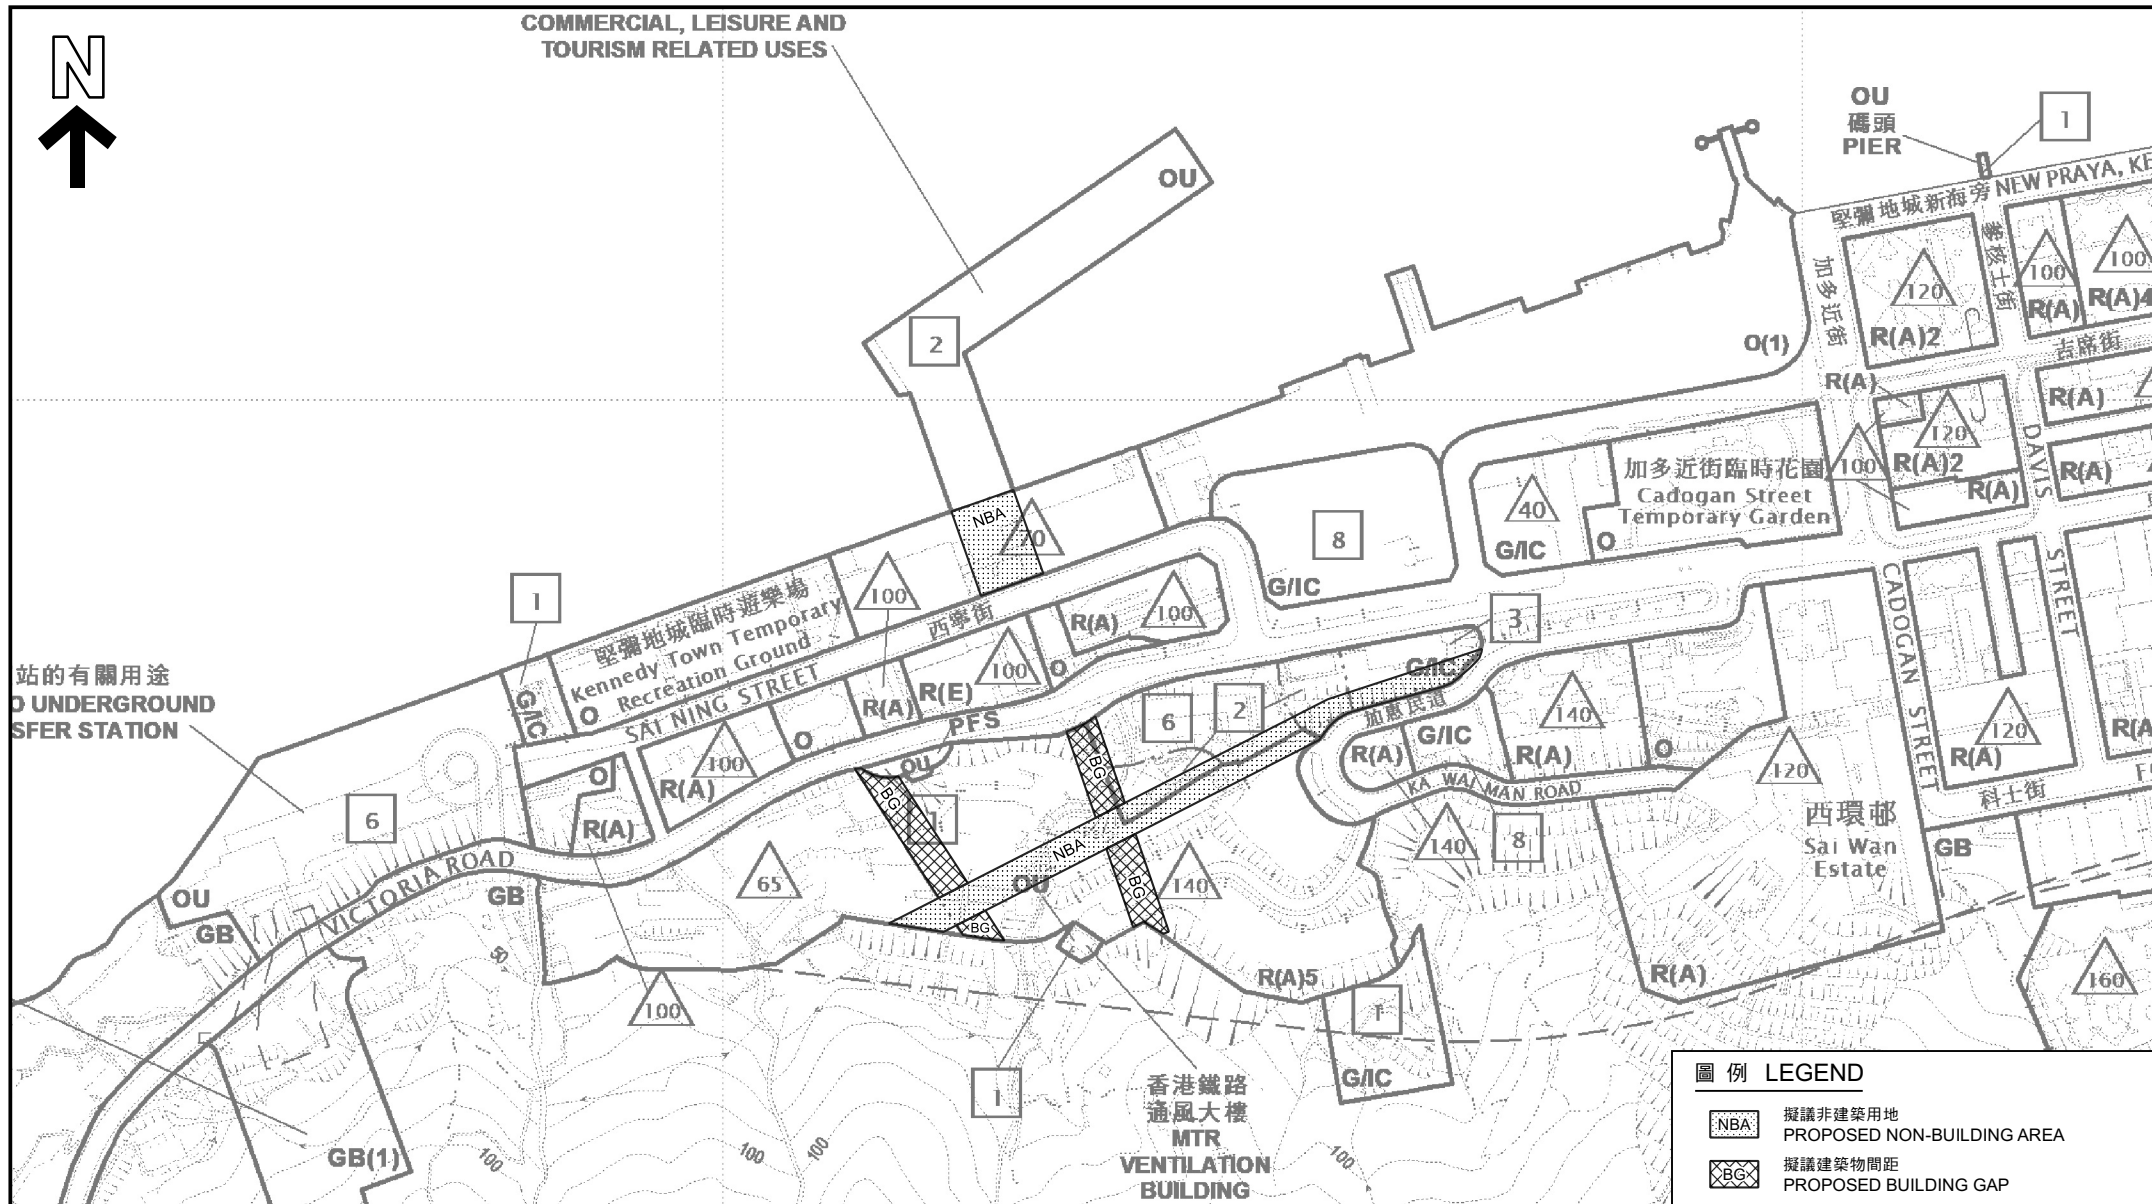 N
COMMERCIAL, LEISURE AND
TOURISM RELATED USES
OU
2
OU
碼頭
PIER
1
堅彌地城新海旁 NEW PRAYA, KE
加多近街
爹核士街
120
R(A)2
100
R(A)
100
R(A)4
吉席街
O(1)
R(A)
120
R(A)2
R(A)
100
R(A)
R(A)
DAVIS
STREET
加多近街臨時花園
Cadogan Street
Temporary Garden
O
40
G/IC
8
G/IC
NBA
70
100
堅彌地城臨時遊樂場
Kennedy Town Temporary
Recreation Ground
O
1
G/IC
西寧街
SAI NING STREET
R(A)
100
R(E)
100
O
R(A)
O
100
R(A)
O
R(A)
PFS
OU
1
站的有關用途
O UNDERGROUND
SFER STATION
6
OU
GB
VICTORIA ROAD
GB
3
G/IC
2
6
加惠民道
KA WAI MAN ROAD
R(A)
G/IC
140
R(A)
O
120
西環邨
Sai Wan
Estate
R(A)
CADOGAN STREET
120
R(A)
R(A
科士街
F
GB
BG
BG
NBA
BG
BG
OU
65
140
140
8
R(A)5
1
G/IC
160
50
100
100
100
100
100
GB(1)
1
香港鐵路
通風大樓
MTR
VENTILATION
BUILDING
圖例 LEGEND
NBA
擬議非建築用地
PROPOSED NON-BUILDING AREA
BG
擬議建築物間距
PROPOSED BUILDING GAP